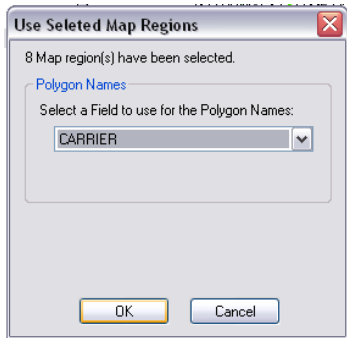 Use Seleted Map Regions
8 Map region(s) have been selected.
Polygon Names
Select a Field to use for the Polygon Names:
CARRIER
OK
Cancel